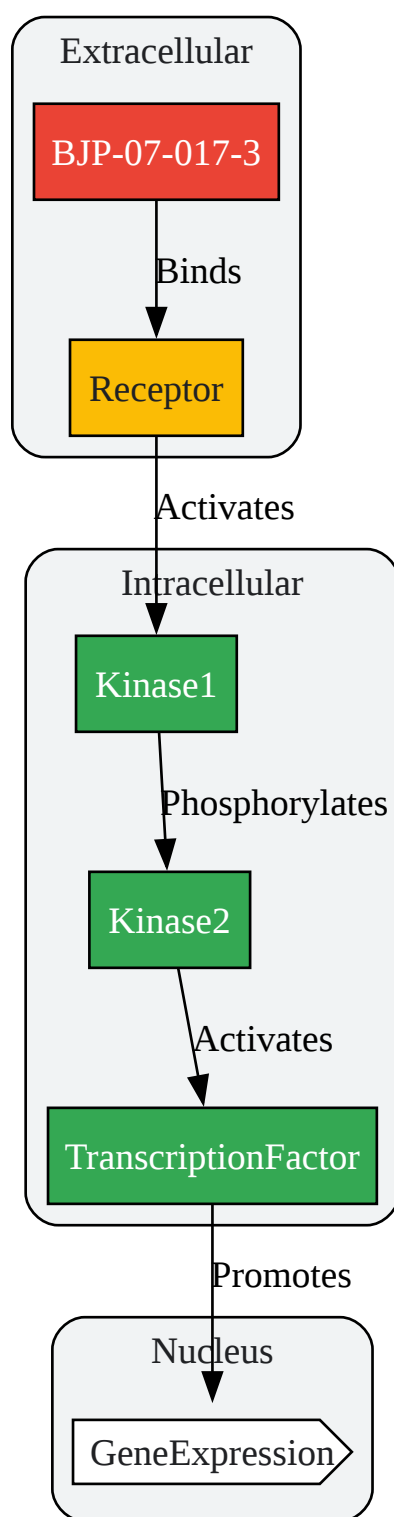 Extracellular
BJP-07-017-3
Binds
Receptor
Activates
Intracellular
Kinase1
Phosphorylates
Kinase2
Activates
TranscriptionFactor
Promotes
Nucleus
GeneExpression